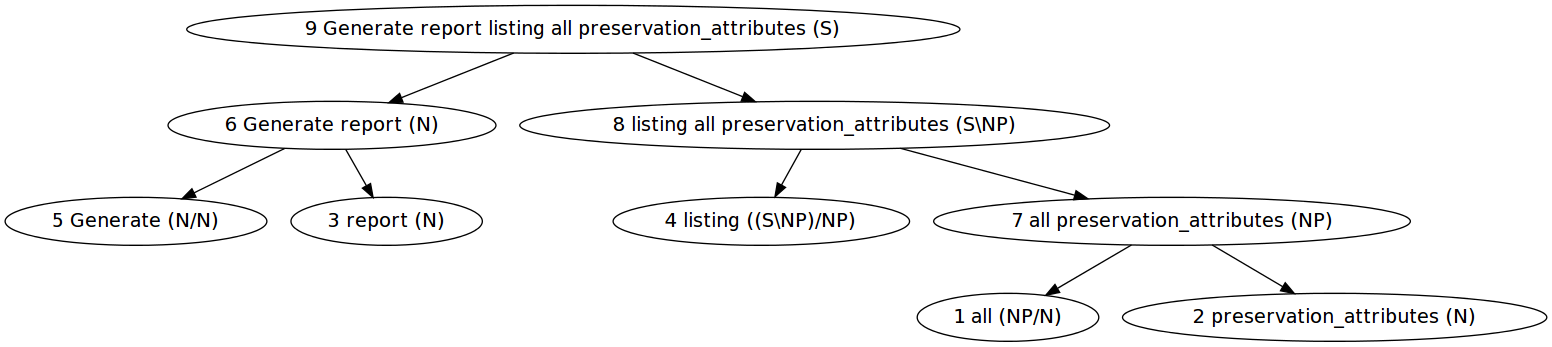 9 Generate report listing all preservation_attributes (S)
6 Generate report (N)
8 listing all preservation_attributes (S\NP)
5 Generate (N/N)
3 report (N)
4 listing ((S\NP)/NP)
7 all preservation_attributes (NP)
1 all (NP/N)
2 preservation_attributes (N)